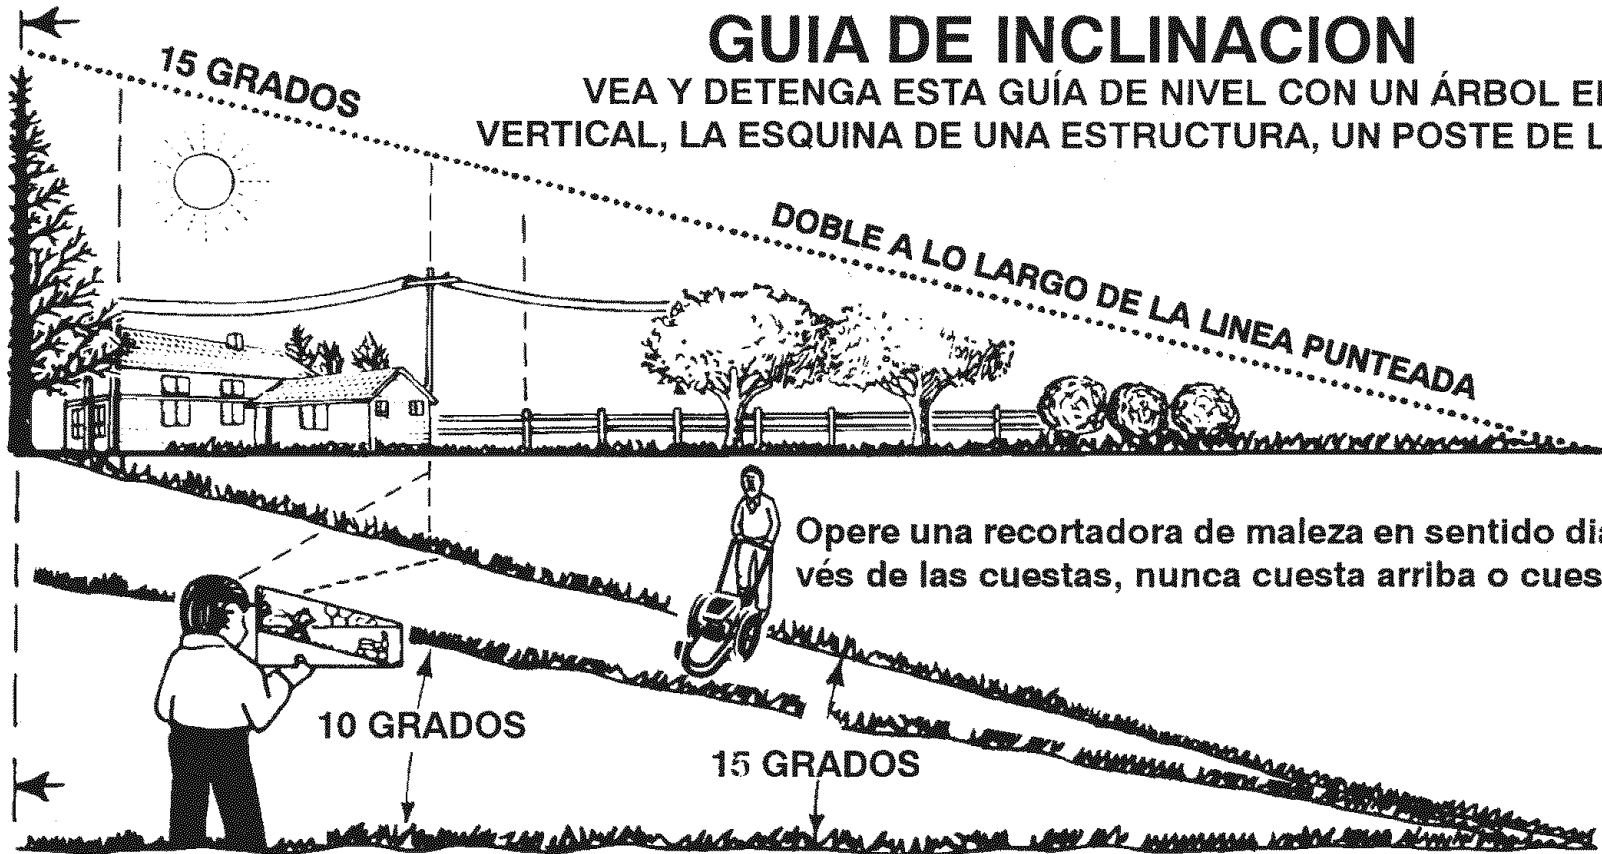 GUIA DE INCLINACION
15 GRADOS
VEA Y DETENGA ESTA GUÍA DE NIVEL CON UN ÁRBOL
VERTICAL, LA ESQUINA DE UNA ESTRUCTURA, UN POSTE DE
DOBLE A LO LARGO DE LA LINEA PUNTEADA
Opere una recortadora de maleza en sentido
vés de las cuestas, nunca cuesta arriba o
10 GRADOS
15 GRADOS